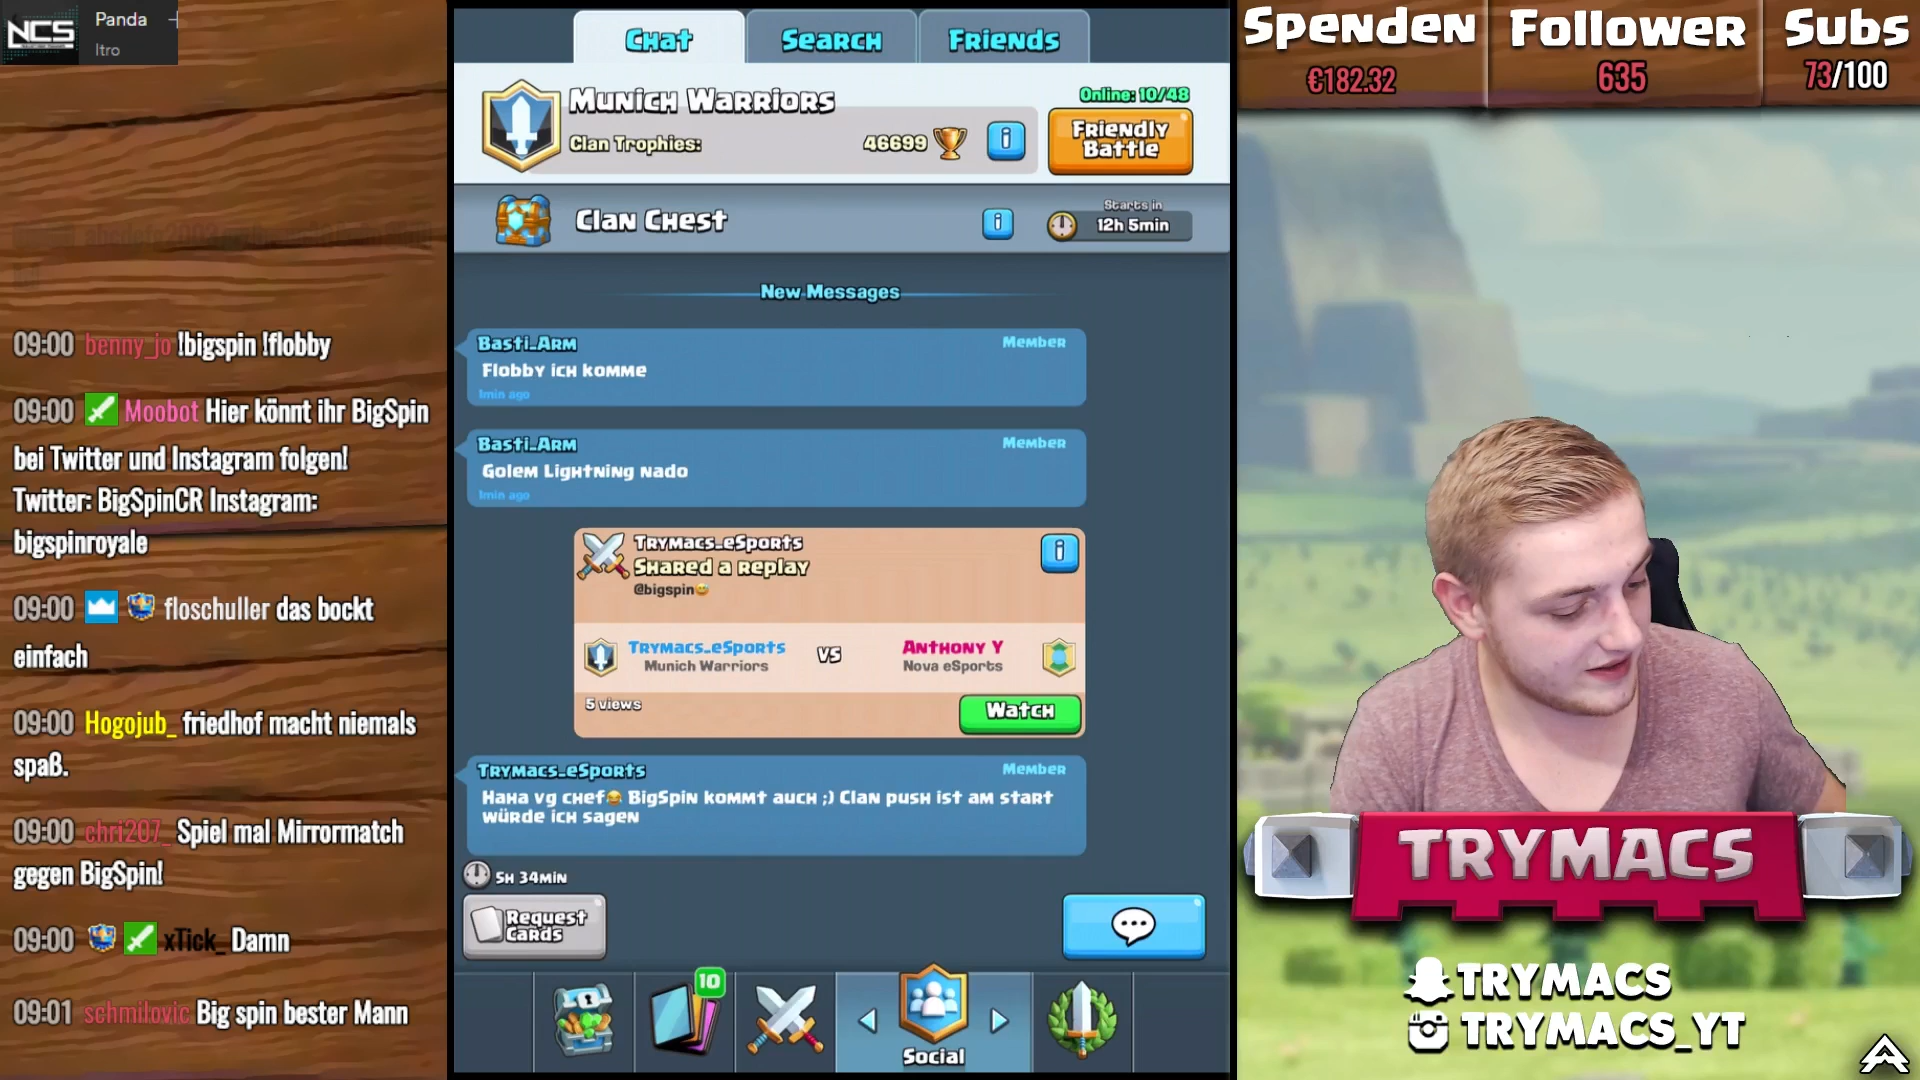 NCS
Panda
Itro
09:00 benny_jo !bigspin !flobby
09:00 Moobot Hier könnt ihr BigSpin
bei Twitter und Instagram folgen!
Twitter: BigSpinCR Instagram:
bigspinroyale
09:00 floschuller das bockt
einfach
09:00 Hogojub_ friedhof macht niemals
spaß.
09:00 chri207_ Spiel mal Mirrormatch
gegen BigSpin!
09:00 xTick_ Damn
09:01 schmilovic Big spin bester Mann
Chat
Search
Friends
Munich Warriors
Clan Trophies:
46699
Online: 10/48
Friendly
Battle
Clan Chest
Starts in
12h 5min
New Messages
Basti_Arm
Member
Flobby ich komme
1min ago
Basti_Arm
Member
Golem Lightning nado
1min ago
Trymacs_eSports
Shared a replay
@bigspin😅
Trymacs_eSports
Munich Warriors
VS
Anthony Y
Nova eSports
5 views
Watch
Trymacs_eSports
Member
Haha vg chef😂 BigSpin kommt auch ;) Clan push ist am start
würde ich sagen
5h 34min
Request
Cards
10
Social
Spenden
€182.32
Follower
635
Subs
73/100
TRYMACS
TRYMACS
TRYMACS_YT